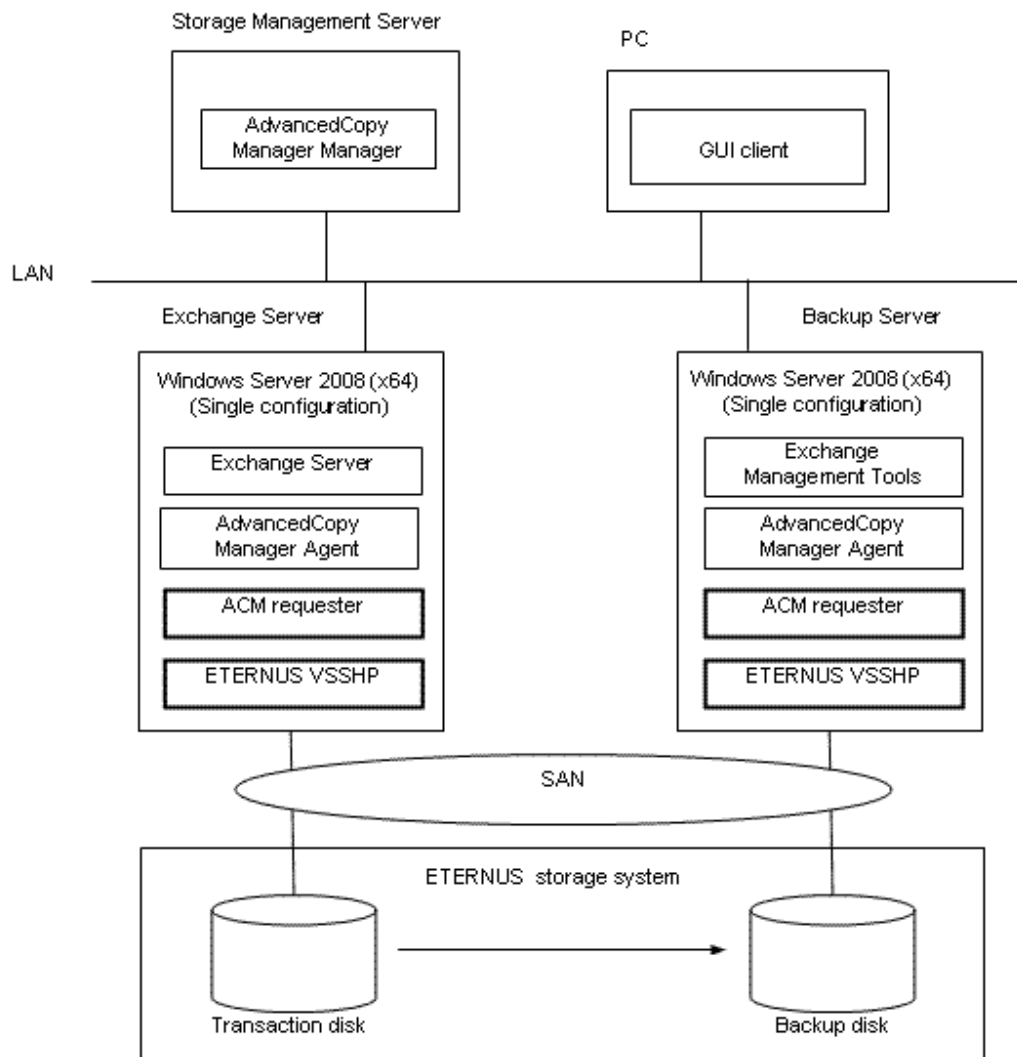 Storage Management Server
PC
AdvancedCopy
Manager Manager
GUI client
LAN
Exchange Server
Backup Server
Windows Server 2008 (x64)
(Single configuration)
Exchange Server
AdvancedCopy
Manager Agent
ACM requester
ETERNUS VSSHP
Windows Server 2008 (x64)
(Single configuration)
Exchange
Management Tools
AdvancedCopy
Manager Agent
ACM requester
ETERNUS VSSHP
SAN
ETERNUS storage system
Transaction disk
Backup disk